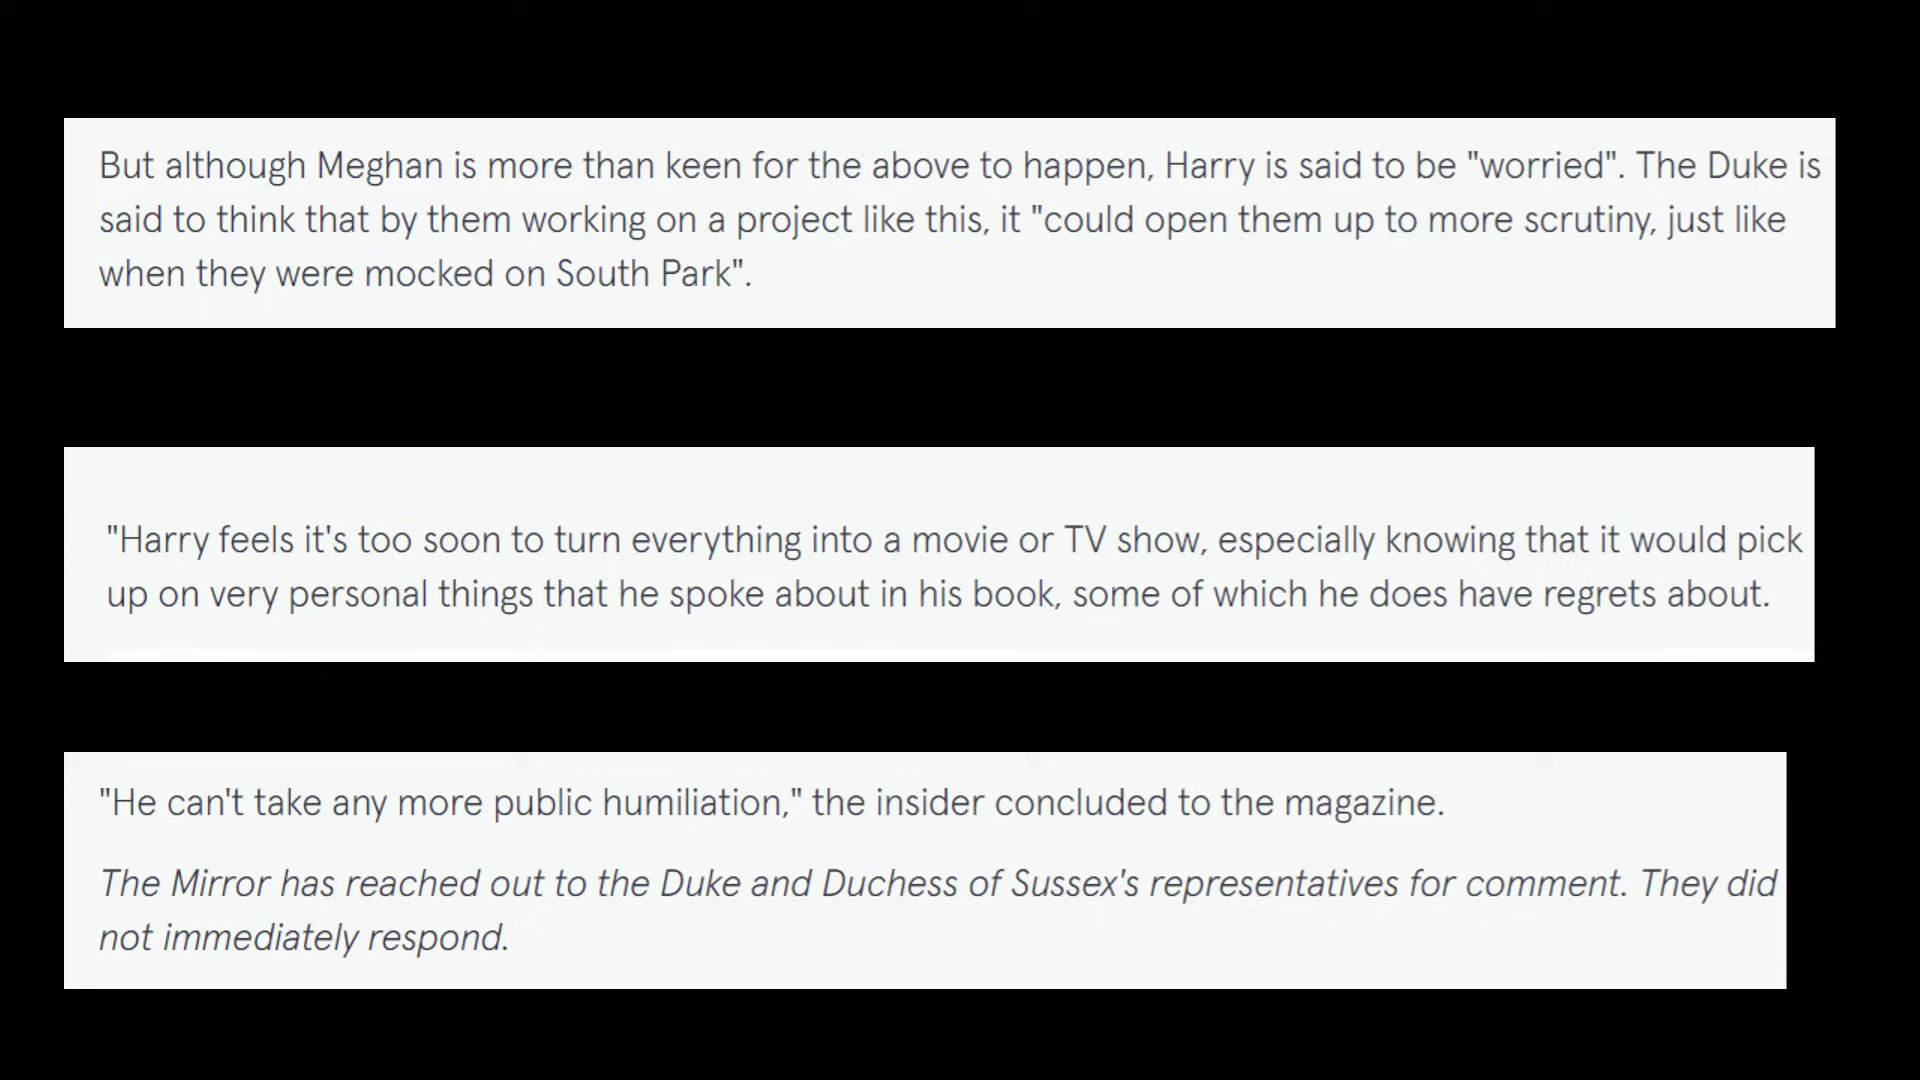 But although Meghan is more than keen for the above to happen, Harry is said to be "worried". The Duke is
said to think that by them working on a project like this, it "could open them up to more scrutiny, just like
when they were mocked on South Park".
"Harry feels it's too soon to turn everything into a movie or TV show, especially knowing that it would pick
up on very personal things that he spoke about in his book, some of which he does have regrets about.
"He can't take any more public humiliation," the insider concluded to the magazine.
The Mirror has reached out to the Duke and Duchess of Sussex's representatives for comment. They did
not immediately respond.